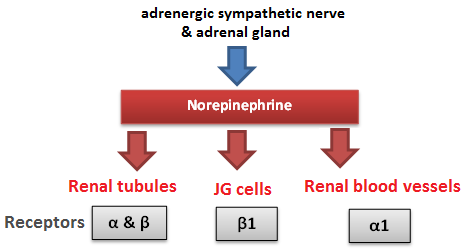 adrenergic sympathetic nerve
& adrenal gland
Norepinephrine
Renal tubules JG cells Renal blood vessels
Receptors α & β β1 α1